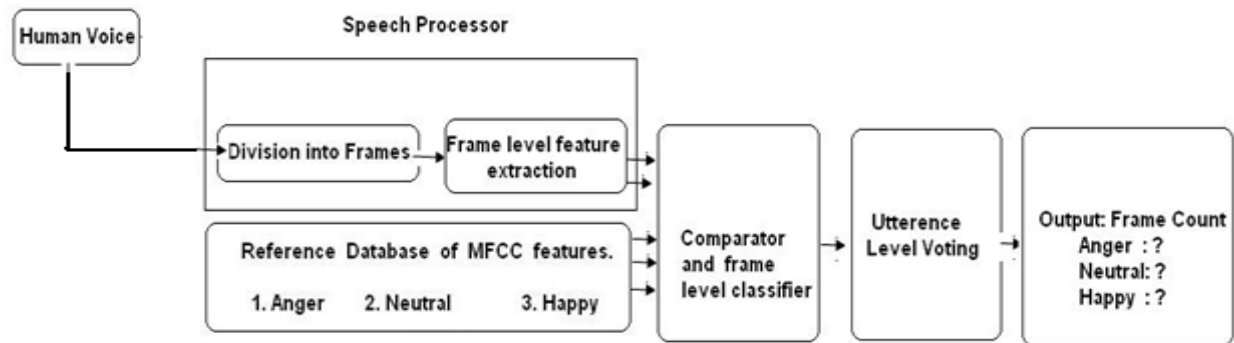 Human Voice
Speech Processor
Division into Frames
Frame level feature
extraction
Reference Database of MFCC features.
1. Anger 2. Neutral 3. Happy
Comparator
and frame
level classifier
Utterence
Level Voting
Output: Frame Count
Anger : ?
Neutral: ?
Happy : ?